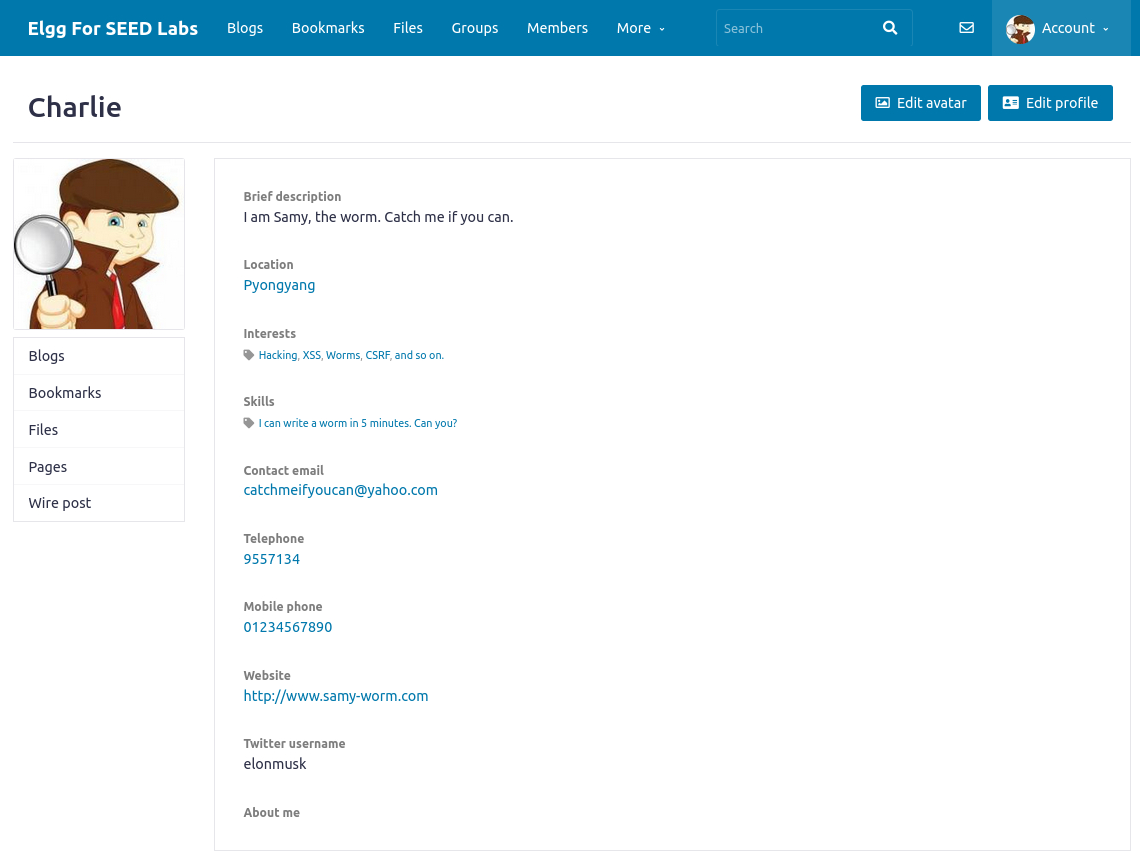 Elgg For SEED Labs Blogs Bookmarks Files Groups Members More Search Account
Charlie Edit avatar Edit profile
Blogs
Bookmarks
Files
Pages
Wire post
Brief description
I am Samy, the worm. Catch me if you can.
Location
Pyongyang
Interests
Hacking, XSS, Worms, CSRF, and so on.
Skills
I can write a worm in 5 minutes. Can you?
Contact email
catchmeifyoucan@yahoo.com
Telephone
9557134
Mobile phone
01234567890
Website
http://www.samy-worm.com
Twitter username
elonmusk
About me